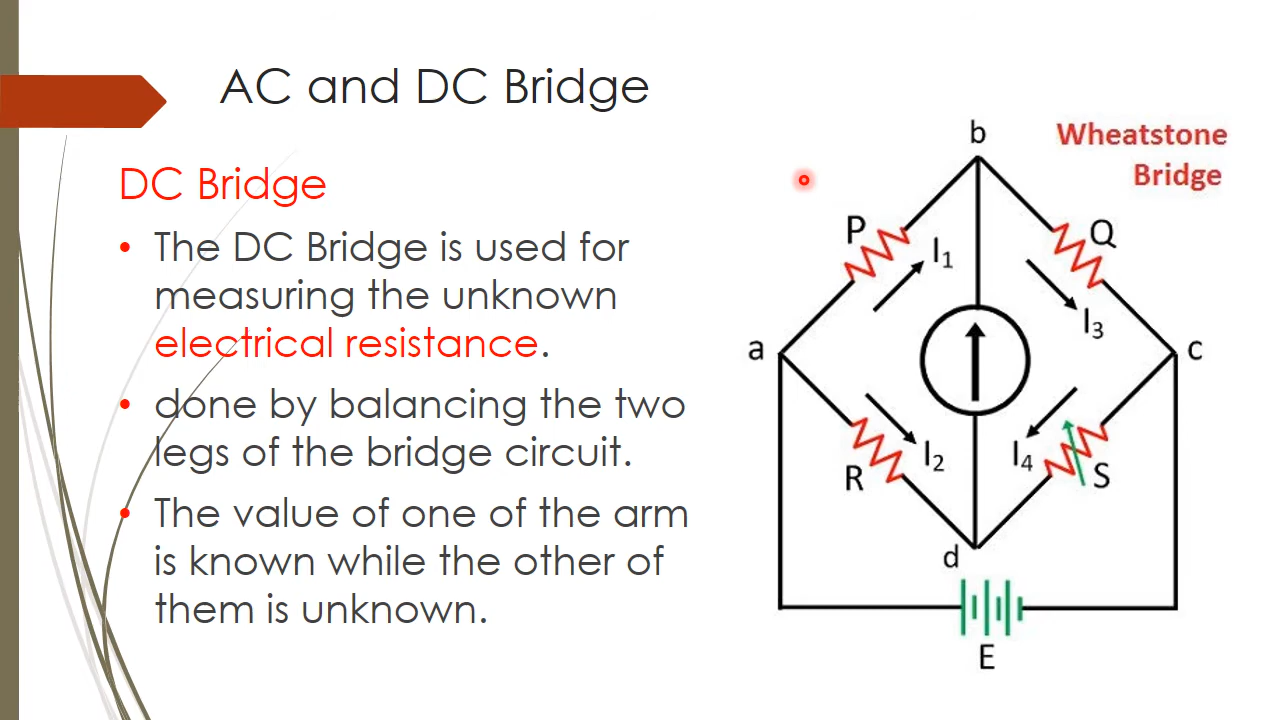 AC and DC Bridge
DC Bridge
• The DC Bridge is used for
measuring the unknown
electrical resistance.
• done by balancing the two
legs of the bridge circuit.
• The value of one of the arm
is known while the other of
them is unknown.
Wheatstone
Bridge
b
P
Q
I₁
I₃
a
c
R
I₂
I₄
S
d
E